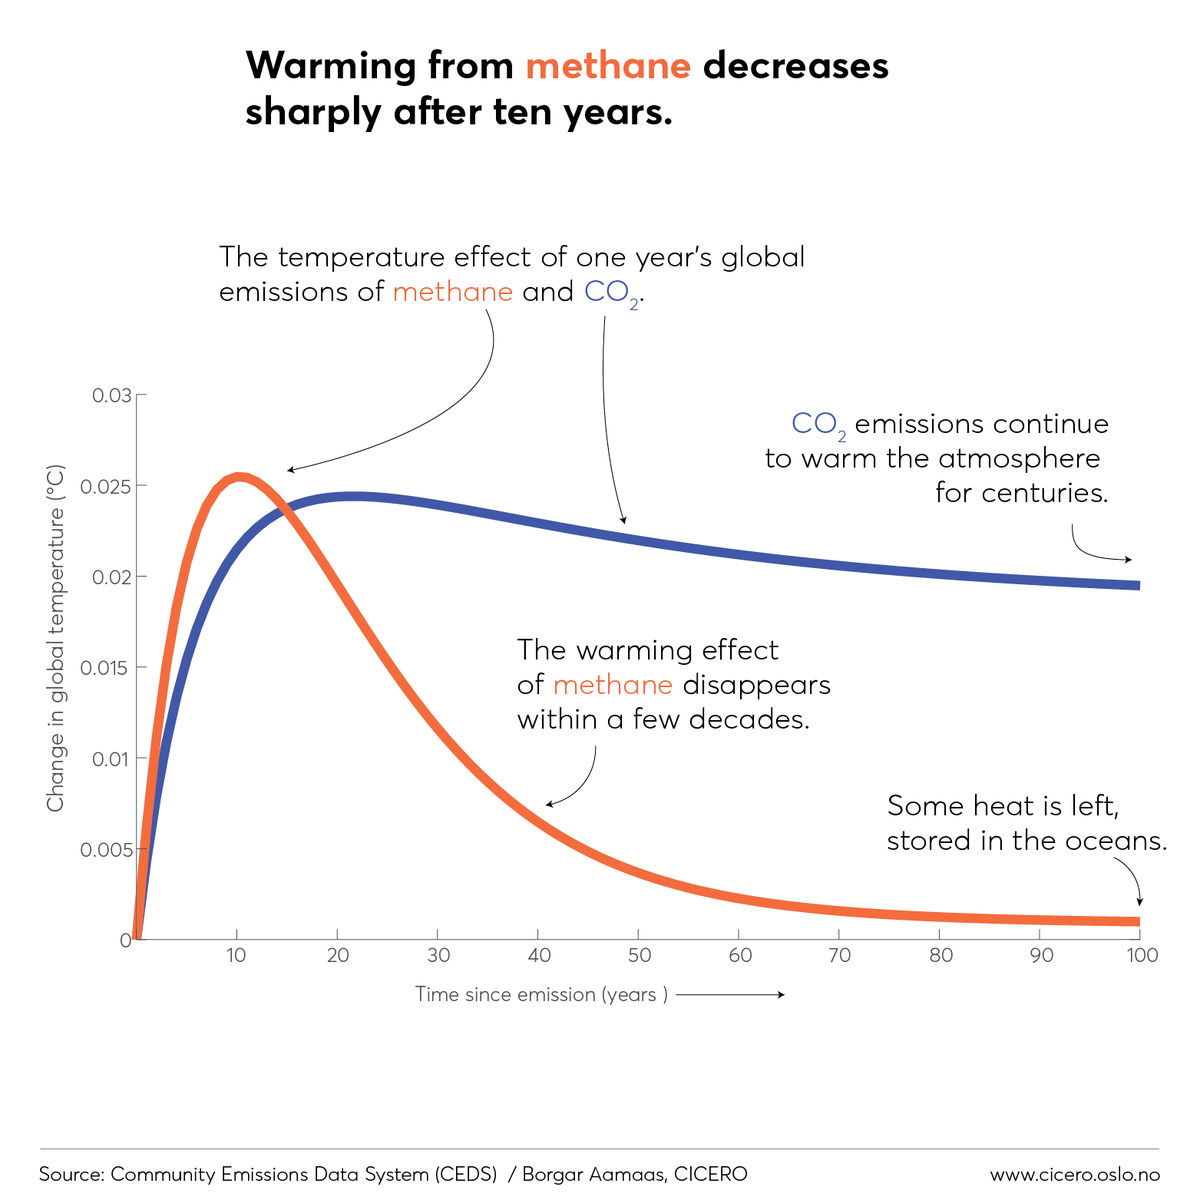 Warming from methane decreases
sharply after ten years.
The temperature effect of one year's global
emissions of methane and CO₂.
CO₂ emissions continue
to warm the atmosphere
for centuries.
The warming effect
of methane disappears
within a few decades.
Some heat is left,
stored in the oceans.
Change in global temperature (°C)
0.03
0.025
0.02
0.015
0.01
0.005
0
10 20 30 40 50 60 70 80 90 100
Time since emission (years )
Source: Community Emissions Data System (CEDS) / Borgar Aamaas, CICERO
www.cicero.oslo.no